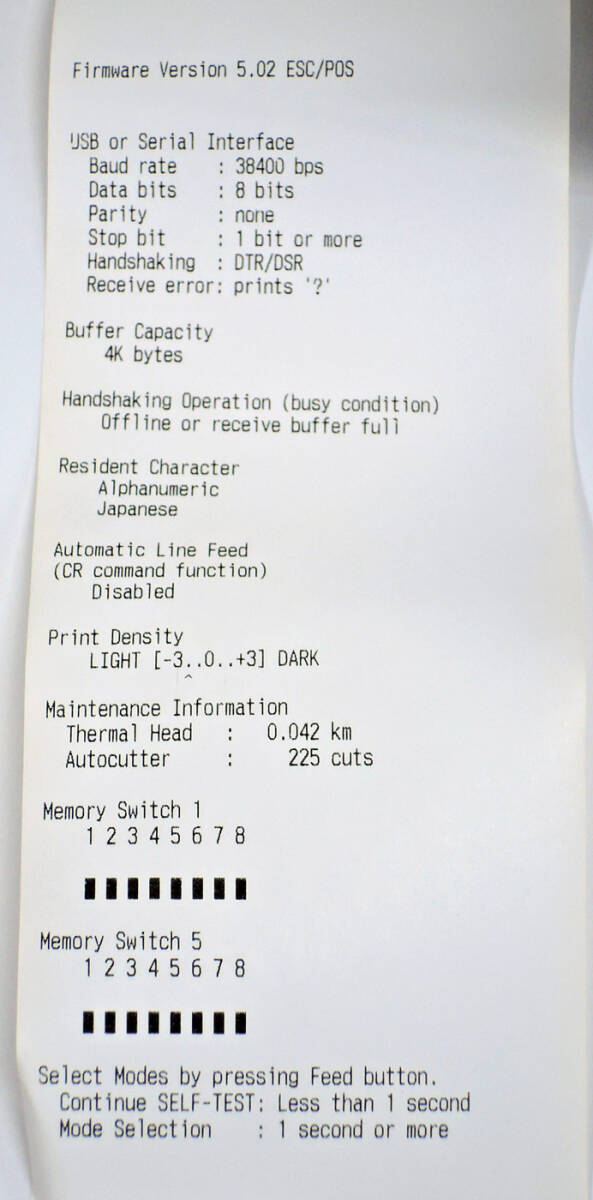 Firmware Version 5.02 ESC/POS
USB or Serial Interface
Baud rate : 38400 bps
Data bits : 8 bits
Parity : none
Stop bit : 1 bit or more
Handshaking : DTR/DSR
Receive error: prints '?'
Buffer Capacity
4K bytes
Handshaking Operation (busy condition)
Offline or receive buffer full
Resident Character
Alphanumeric
Japanese
Automatic Line Feed
(CR command function)
Disabled
Print Density
LIGHT [-3..0..+3] DARK
^
Maintenance Information
Thermal Head : 0.042 km
Autocutter : 225 cuts
Memory Switch 1
1 2 3 4 5 6 7 8
Memory Switch 5
1 2 3 4 5 6 7 8
Select Modes by pressing Feed button.
Continue SELF-TEST: Less than 1 second
Mode Selection : 1 second or more